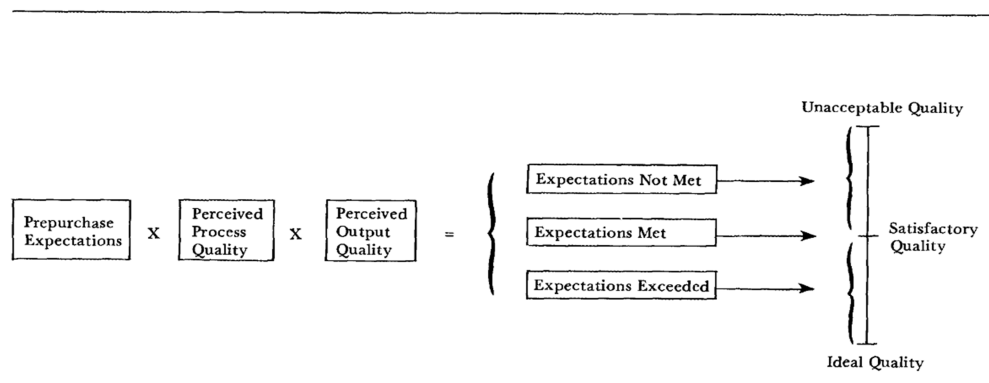 Unacceptable Quality
Expectations Not Met
Prepurchase
Expectations
X
Perceived
Process
Quality
X
Perceived
Output
Quality
=
Expectations Met
Satisfactory
Quality
Expectations Exceeded
Ideal Quality